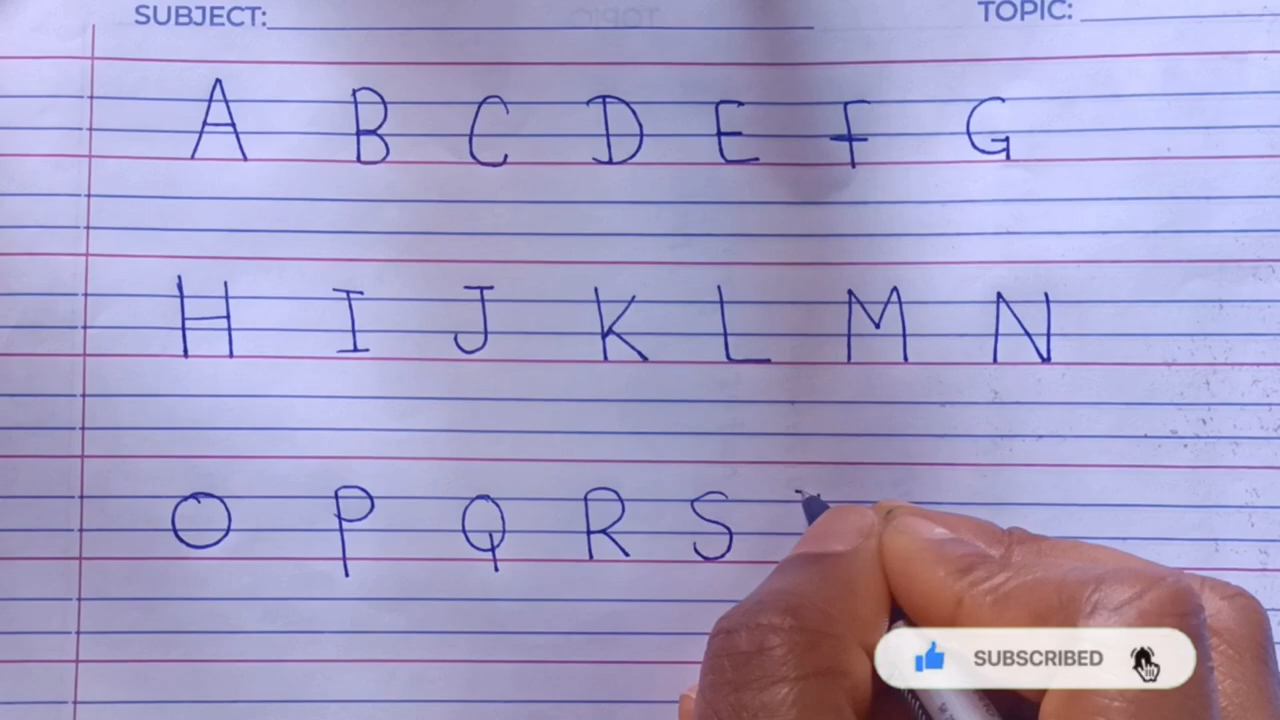 SUBJECT: TOPIC:
A B C D E F G
H I J K L M N
O P Q R S
SUBSCRIBED